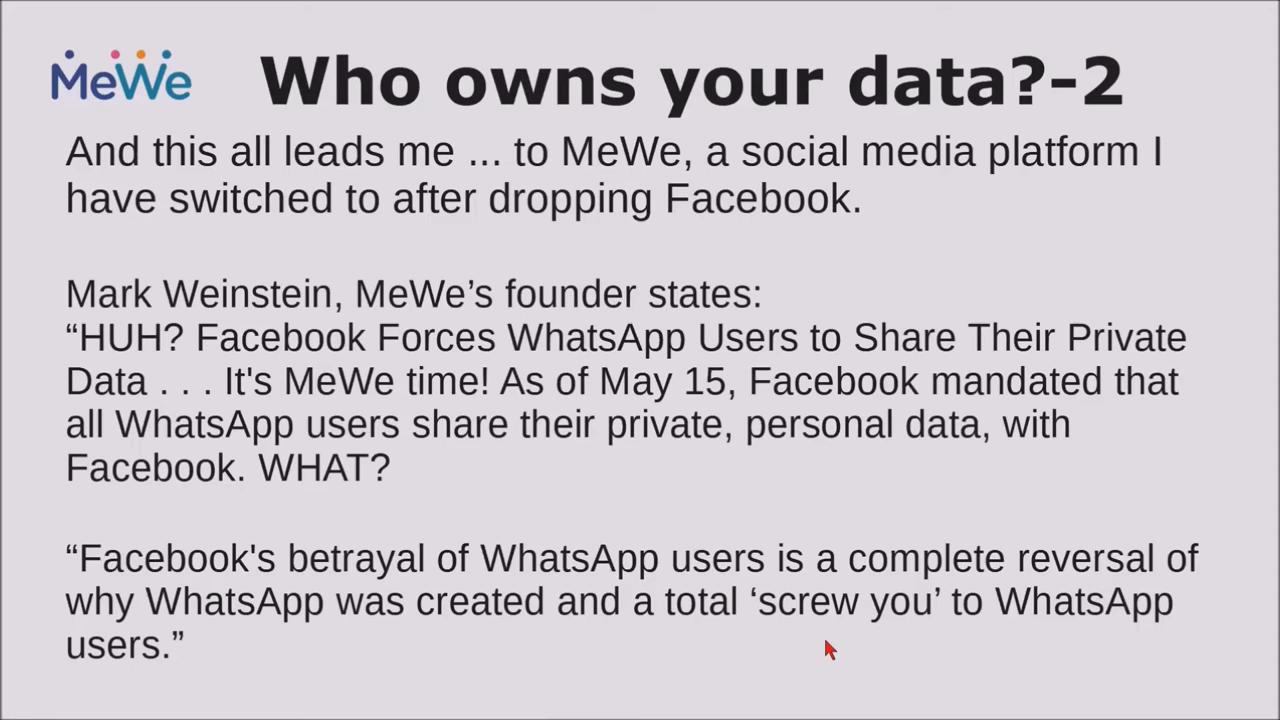 MeWe
Who owns your data?-2
And this all leads me ... to MeWe, a social media platform I
have switched to after dropping Facebook.
Mark Weinstein, MeWe’s founder states:
“HUH? Facebook Forces WhatsApp Users to Share Their Private
Data . . . It's MeWe time! As of May 15, Facebook mandated that
all WhatsApp users share their private, personal data, with
Facebook. WHAT?
“Facebook's betrayal of WhatsApp users is a complete reversal of
why WhatsApp was created and a total ‘screw you’ to WhatsApp
users.”